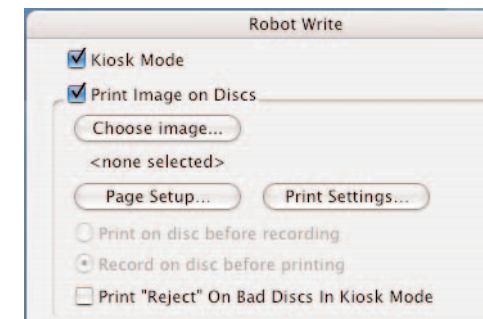 Robot Write
Kiosk Mode
Print Image on Discs
Choose image...
<none selected>
Page Setup... Print Settings...
Print on disc before recording
Record on disc before printing
Print "Reject" On Bad Discs In Kiosk Mode